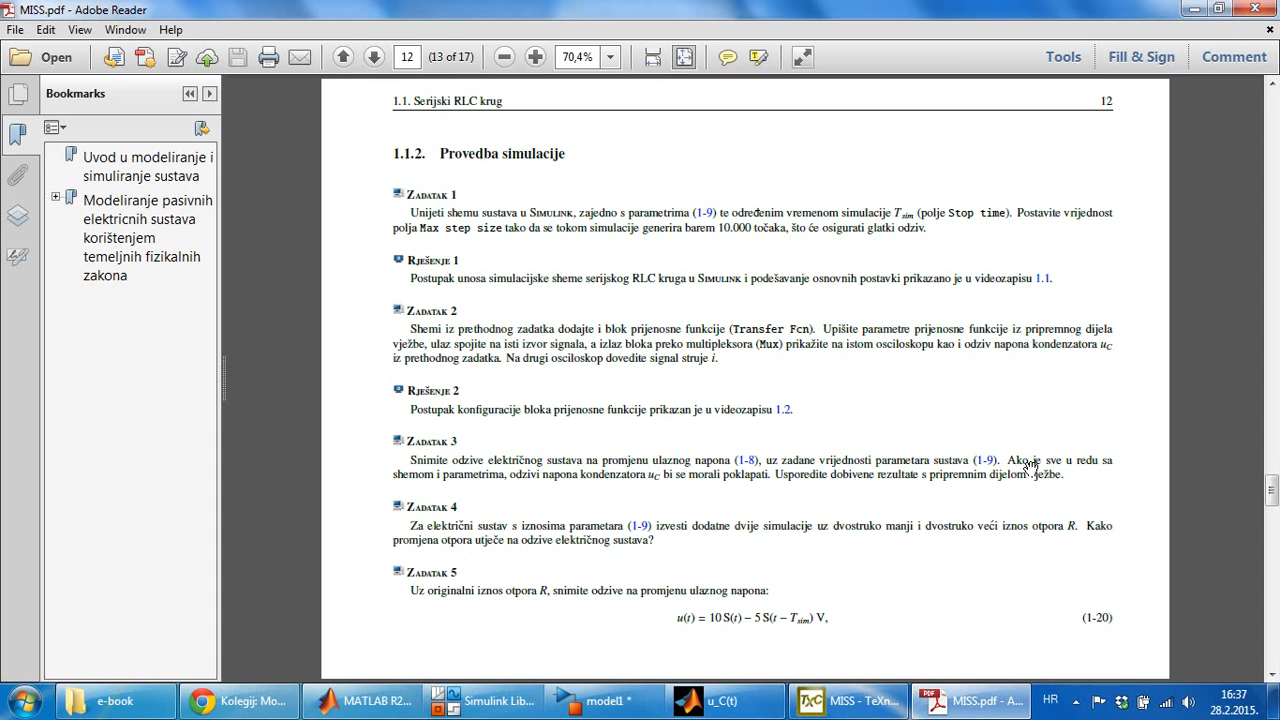 MISS.pdf - Adobe Reader
File Edit View Window Help
Open 12 (13 of 17) 70,4% Tools Fill & Sign Comment
Bookmarks
Uvod u modeliranje i
simuliranje sustava
Modeliranje pasivnih
elektricnih sustava
korištenjem
temeljnih fizikalnih
zakona
1.1. Serijski RLC krug 12
1.1.2. Provedba simulacije
Zadatak 1
Unijeti shemu sustava u Simulink, zajedno s parametrima (1-9) te određenim vremenom simulacije Tsim (polje Stop time). Postavite vrijednost
polja Max step size tako da se tokom simulacije generira barem 10.000 točaka, što će osigurati glatki odziv.
Rješenje 1
Postupak unosa simulacijske sheme serijskog RLC kruga u Simulink i podešavanje osnovnih postavki prikazano je u videozapisu 1.1.
Zadatak 2
Shemi iz prethodnog zadatka dodajte i blok prijenosne funkcije (Transfer Fcn). Upišite parametre prijenosne funkcije iz pripremnog dijela
vježbe, ulaz spojite na isti izvor signala, a izlaz bloka preko multipleksora (Mux) prikažite na istom osciloskopu kao i odziv napona kondenzatora uC
iz prethodnog zadatka. Na drugi osciloskop dovedite signal struje i.
Rješenje 2
Postupak konfiguracije bloka prijenosne funkcije prikazan je u videozapisu 1.2.
Zadatak 3
Snimite odzive električnog sustava na promjenu ulaznog napona (1-8), uz zadane vrijednosti parametara sustava (1-9). Ako je sve u redu sa
shemom i parametrima, odzivi napona kondenzatora uC bi se morali poklapati. Usporedite dobivene rezultate s pripremnim dijelom vježbe.
Zadatak 4
Za električni sustav s iznosima parametara (1-9) izvesti dodatne dvije simulacije uz dvostruko manji i dvostruko veći iznos otpora R. Kako
promjena otpora utječe na odzive električnog sustava?
Zadatak 5
Uz originalni iznos otpora R, snimite odzive na promjenu ulaznog napona:
u(t) = 10 S(t) − 5 S(t − Tsim) V, (1-20)
e-book Kolegij: Mo... MATLAB R2... Simulink Lib... model1 * u_C(t) MISS - TeXn... MISS.pdf - A... HR 16:37
28.2.2015.